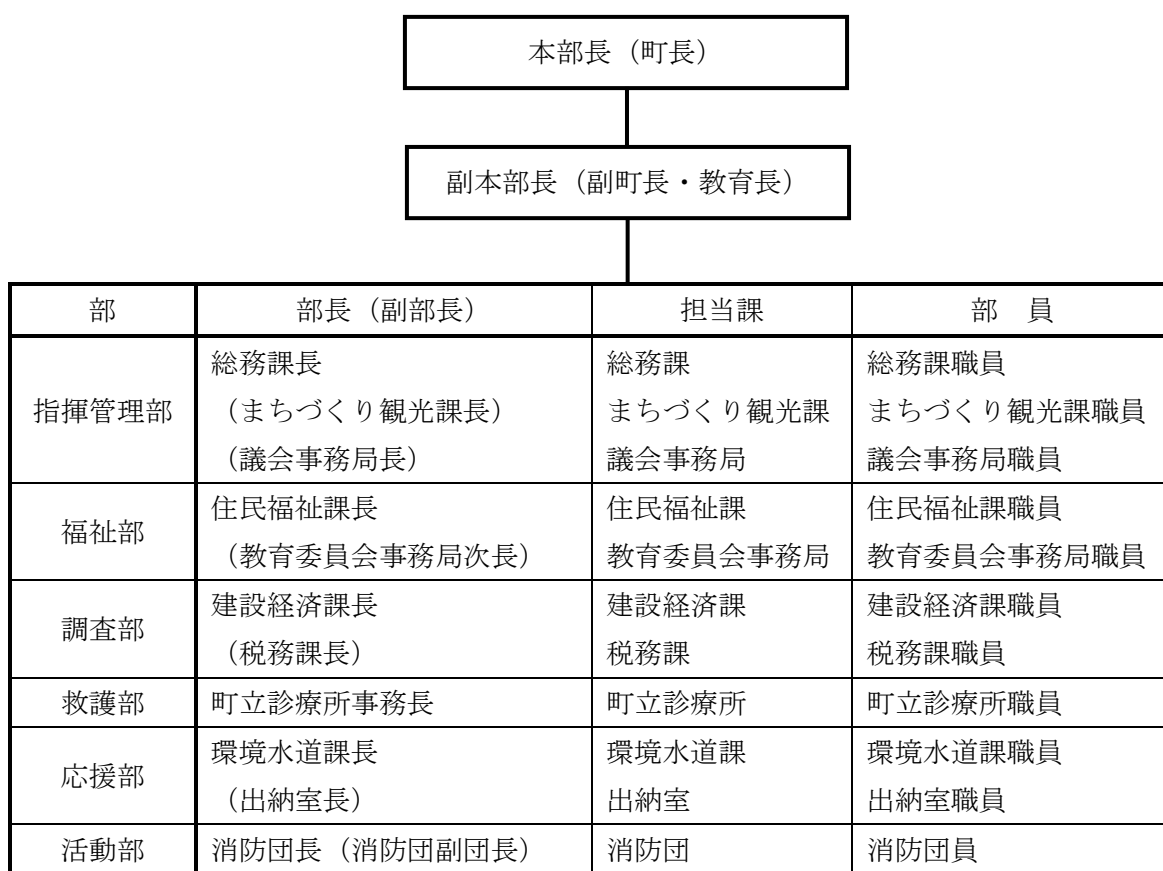 本部長（町長）
副本部長（副町長・教育長）
部 部長（副部長） 担当課 部　員
指揮管理部 総務課長 総務課 総務課職員
（まちづくり観光課長） まちづくり観光課 まちづくり観光課職員
（議会事務局長） 議会事務局 議会事務局職員
福祉部 住民福祉課長 住民福祉課 住民福祉課職員
（教育委員会事務局次長） 教育委員会事務局 教育委員会事務局職員
調査部 建設経済課長 建設経済課 建設経済課職員
（税務課長） 税務課 税務課職員
救護部 町立診療所事務長 町立診療所 町立診療所職員
応援部 環境水道課長 環境水道課 環境水道課職員
（出納室長） 出納室 出納室職員
活動部 消防団長（消防団副団長） 消防団 消防団員